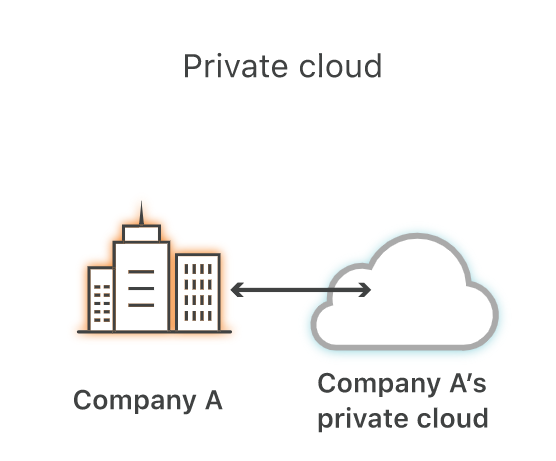 Private cloud
Company A
Company A’s
private cloud